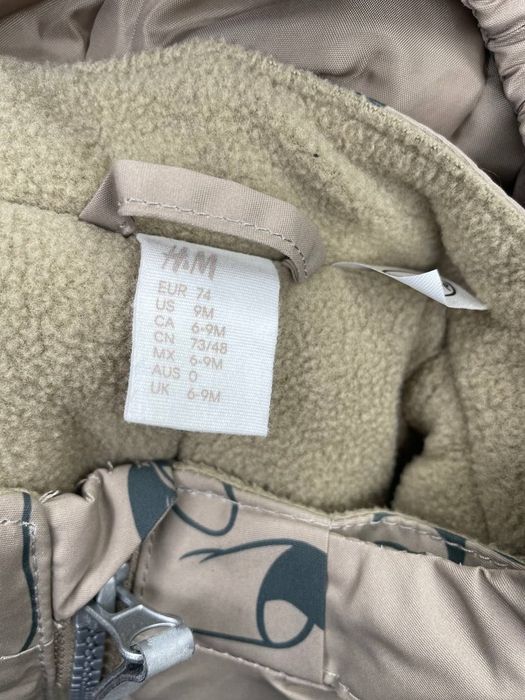 H&M
EUR 74
US 9M
CA 6-9M
CN 73/48
MX 6-9M
AUS 0
UK 6-9M